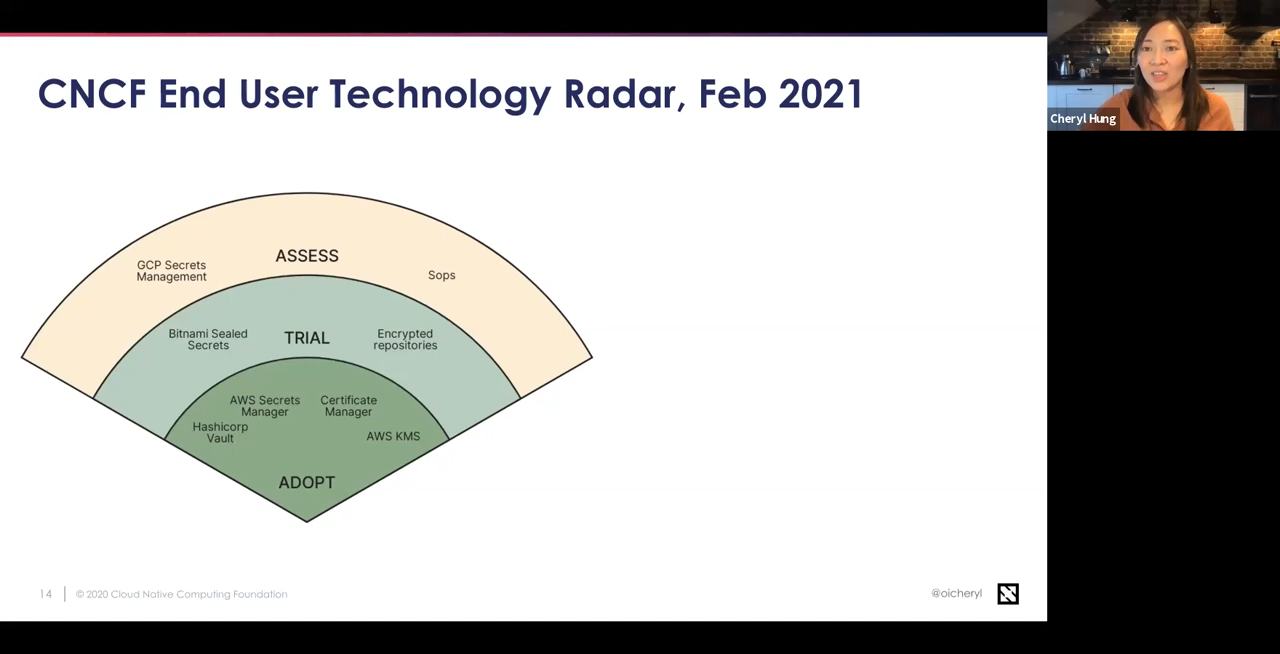 CNCF End User Technology Radar, Feb 2021
Cheryl Hung
ASSESS
GCP Secrets
Management
Sops
TRIAL
Bitnami Sealed
Secrets
Encrypted
repositories
AWS Secrets
Manager
Certificate
Manager
Hashicorp
Vault
AWS KMS
ADOPT
14
© 2020 Cloud Native Computing Foundation
@oicheryl